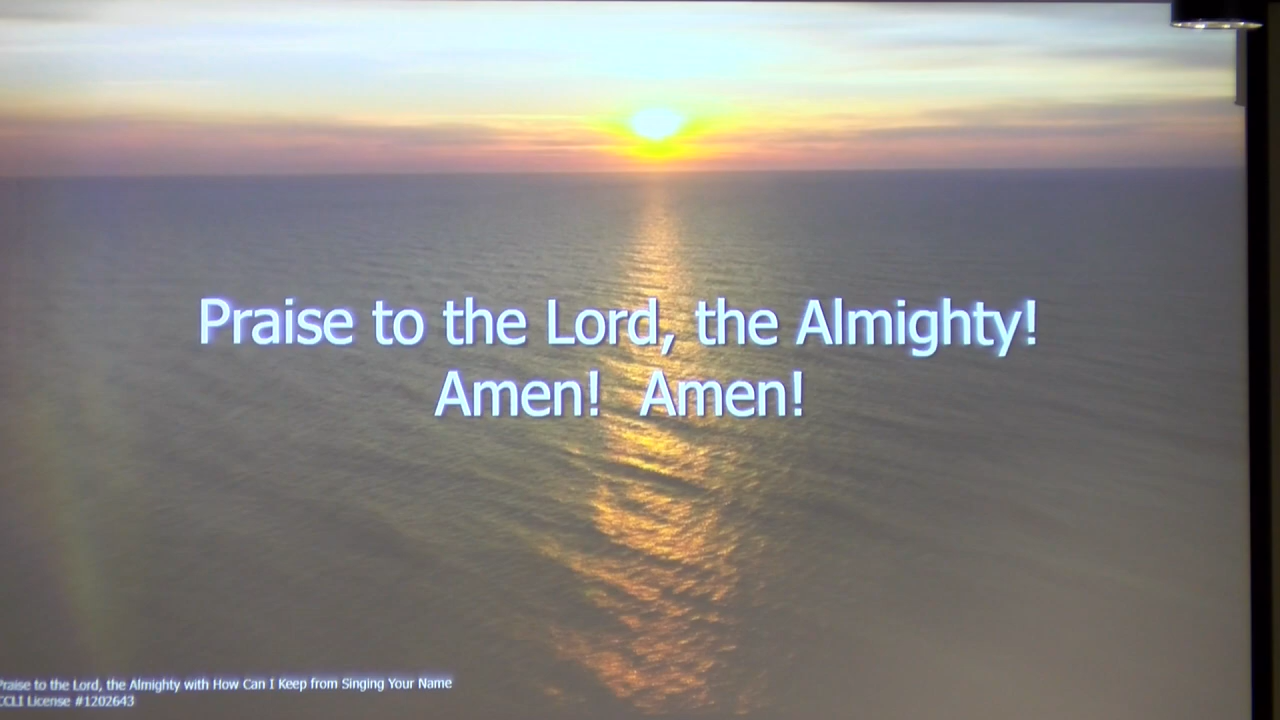 Praise to the Lord, the Almighty!
Amen! Amen!
Praise to the Lord, the Almighty with How Can I Keep from Singing Your Name
CCLI License #1202643